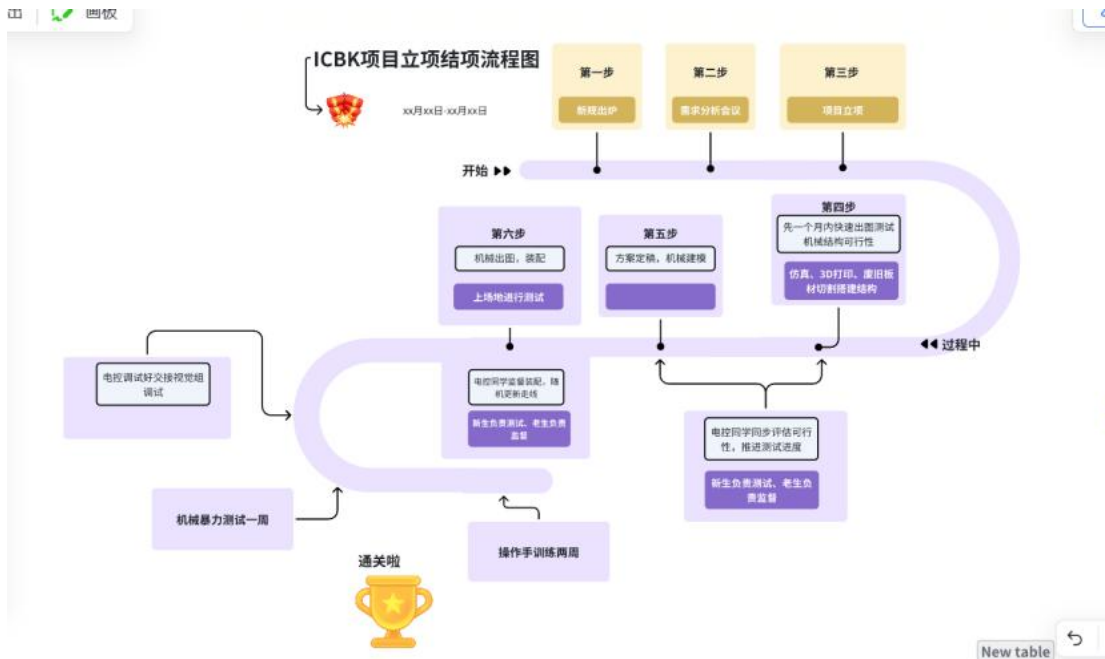 出 画板
ICBK项目立项结项流程图
xx月xx日-xx月xx日
第一步
新规出炉
第二步
需求分析会议
第三步
项目立项
开始
第四步
先一个月内快速出图测试
机械结构可行性
仿真、3D打印、废旧板
材切割搭建结构
第五步
方案定稿，机械建模
第六步
机械出图，装配
上场地进行测试
过程中
电控调试好交接视觉组
调试
电控同学监督装配，随
机更新走线
新生负责测试、老生负责
监督
电控同学同步评估可行
性，推进测试进度
新生负责测试、老生负
责监督
机械暴力测试一周
操作手训练两周
通关啦
New table